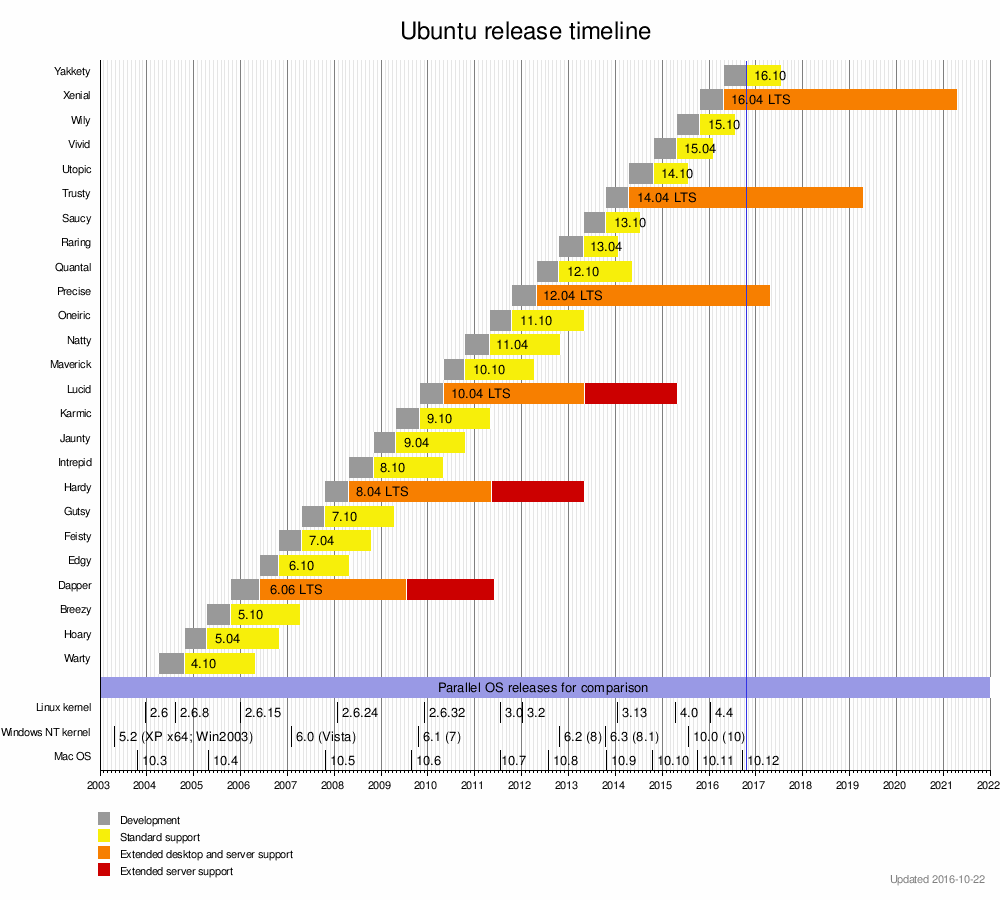 Ubuntu release timeline
Yakkety 16.10
Xenial 16.04 LTS
Wily 15.10
Vivid 15.04
Utopic 14.10
Trusty 14.04 LTS
Saucy 13.10
Raring 13.04
Quantal 12.10
Precise 12.04 LTS
Oneiric 11.10
Natty 11.04
Maverick 10.10
Lucid 10.04 LTS
Karmic 9.10
Jaunty 9.04
Intrepid 8.10
Hardy 8.04 LTS
Gutsy 7.10
Feisty 7.04
Edgy 6.10
Dapper 6.06 LTS
Breezy 5.10
Hoary 5.04
Warty 4.10
Parallel OS releases for comparison
Linux kernel 2.6 2.6.8 2.6.15 2.6.24 2.6.32 3.0 3.2 3.13 4.0 4.4
Windows NT kernel 5.2 (XP x64; Win2003) 6.0 (Vista) 6.1 (7) 6.2 (8) 6.3 (8.1) 10.0 (10)
Mac OS 10.3 10.4 10.5 10.6 10.7 10.8 10.9 10.10 10.11 10.12
2003 2004 2005 2006 2007 2008 2009 2010 2011 2012 2013 2014 2015 2016 2017 2018 2019 2020 2021 2022
Development
Standard support
Extended desktop and server support
Extended server support
Updated 2016-10-22